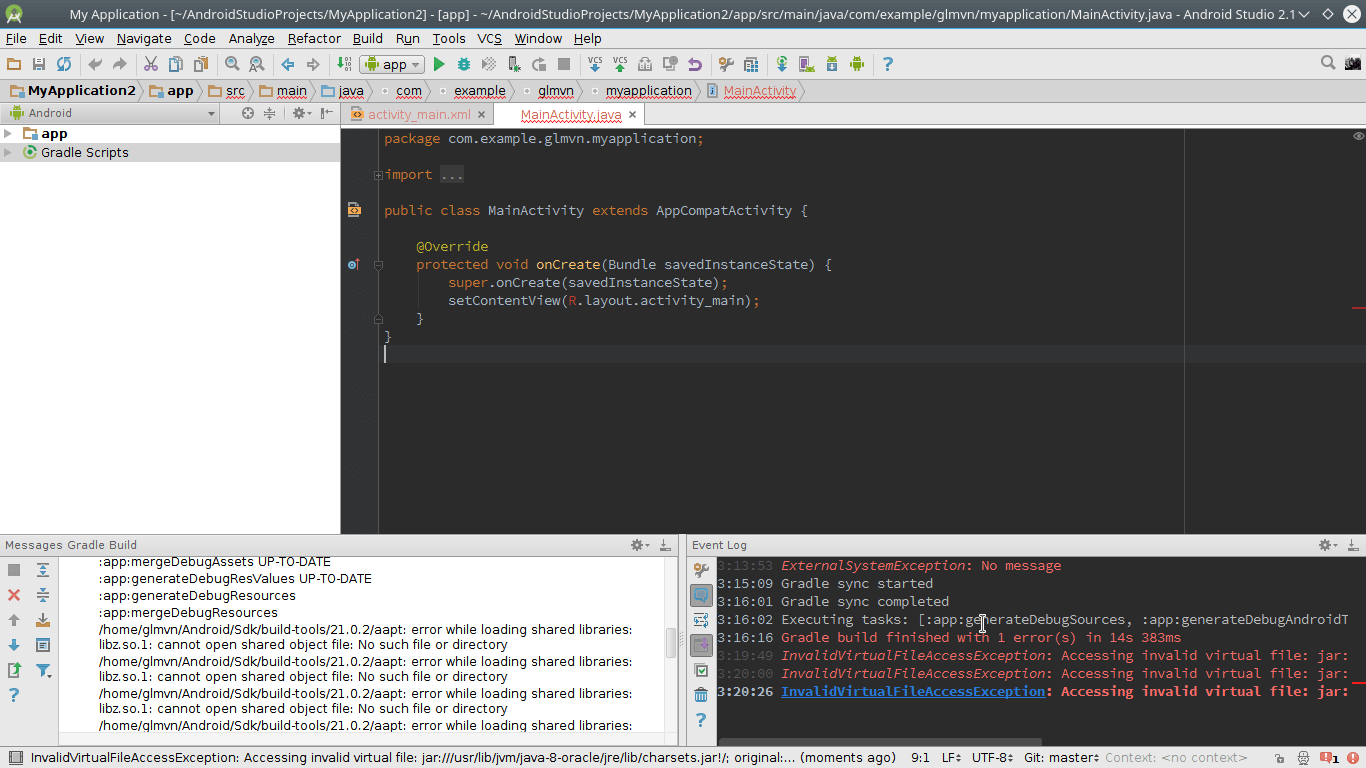 My Application - [~/AndroidStudioProjects/MyApplication2] - [app] - ~/AndroidStudioProjects/MyApplication2/app/src/main/java/com/example/glmvn/myapplication/MainActivity.java - Android Studio 2.1
File Edit View Navigate Code Analyze Refactor Build Run Tools VCS Window Help
app
VCS VCS
MyApplication2 app src main java com example glmvn myapplication MainActivity
Android
activity_main.xml
MainActivity.java
app
Gradle Scripts
package com.example.glmvn.myapplication;
import ...
public class MainActivity extends AppCompatActivity {
@Override
protected void onCreate(Bundle savedInstanceState) {
super.onCreate(savedInstanceState);
setContentView(R.layout.activity_main);
}
}
Messages Gradle Build
:app:mergeDebugAssets UP-TO-DATE
:app:generateDebugResValues UP-TO-DATE
:app:generateDebugResources
:app:mergeDebugResources
/home/glmvn/Android/Sdk/build-tools/21.0.2/aapt: error while loading shared libraries:
libz.so.1: cannot open shared object file: No such file or directory
/home/glmvn/Android/Sdk/build-tools/21.0.2/aapt: error while loading shared libraries:
libz.so.1: cannot open shared object file: No such file or directory
/home/glmvn/Android/Sdk/build-tools/21.0.2/aapt: error while loading shared libraries:
libz.so.1: cannot open shared object file: No such file or directory
/home/glmvn/Android/Sdk/build-tools/21.0.2/aapt: error while loading shared libraries:
Event Log
3:13:53 ExternalSystemException: No message
3:15:09 Gradle sync started
3:16:01 Gradle sync completed
3:16:02 Executing tasks: [:app:generateDebugSources, :app:generateDebugAndroidT
3:16:16 Gradle build finished with 1 error(s) in 14s 383ms
3:19:49 InvalidVirtualFileAccessException: Accessing invalid virtual file: jar:
3:20:00 InvalidVirtualFileAccessException: Accessing invalid virtual file: jar:
3:20:26 InvalidVirtualFileAccessException: Accessing invalid virtual file: jar:
InvalidVirtualFileAccessException: Accessing invalid virtual file: jar:///usr/lib/jvm/java-8-oracle/jre/lib/charsets.jar!/; original:... (moments ago) 9:1 LF UTF-8 Git: master Context: <no context> 1